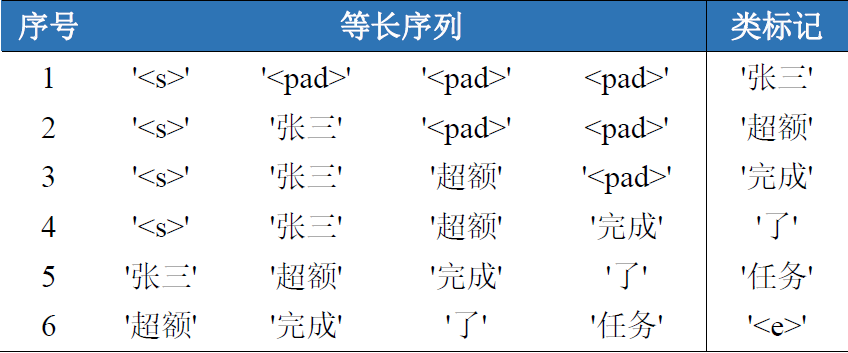 序号 等长序列 类标记
1 '<s>' '<pad>' '<pad>' <pad>' '张三'
2 '<s>' '张三' '<pad>' <pad>' '超额'
3 '<s>' '张三' '超额' '<pad>' '完成'
4 '<s>' '张三' '超额' '完成' '了'
5 '张三' '超额' '完成' '了' '任务'
6 '超额' '完成' '了' '任务' '<e>'